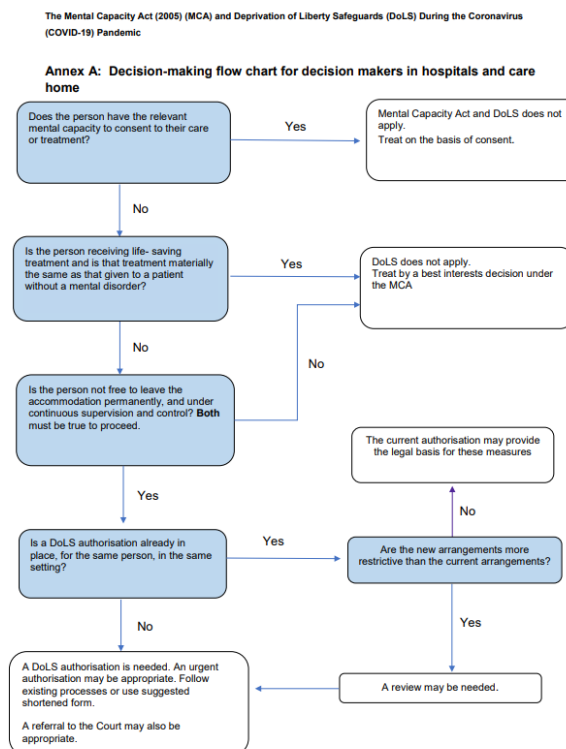 The Mental Capacity Act (2005) (MCA) and Deprivation of Liberty Safeguards (DoLS) During the Coronavirus
(COVID-19) Pandemic
Annex A: Decision-making flow chart for decision makers in hospitals and care
home
Does the person have the relevant
mental capacity to consent to their care
or treatment?
Yes
Mental Capacity Act and DoLS does not
apply.
Treat on the basis of consent.
No
Is the person receiving life- saving
treatment and is that treatment materially
the same as that given to a patient
without a mental disorder?
Yes
DoLS does not apply.
Treat by a best interests decision under
the MCA
No
Is the person not free to leave the
accommodation permanently, and under
continuous supervision and control? Both
must be true to proceed.
No
The current authorisation may provide
the legal basis for these measures
Yes
No
Is a DoLS authorisation already in
place, for the same person, in the same
setting?
Yes
Are the new arrangements more
restrictive than the current arrangements?
No
Yes
A DoLS authorisation is needed. An urgent
authorisation may be appropriate. Follow
existing processes or use suggested
shortened form.
A referral to the Court may also be
appropriate.
A review may be needed.